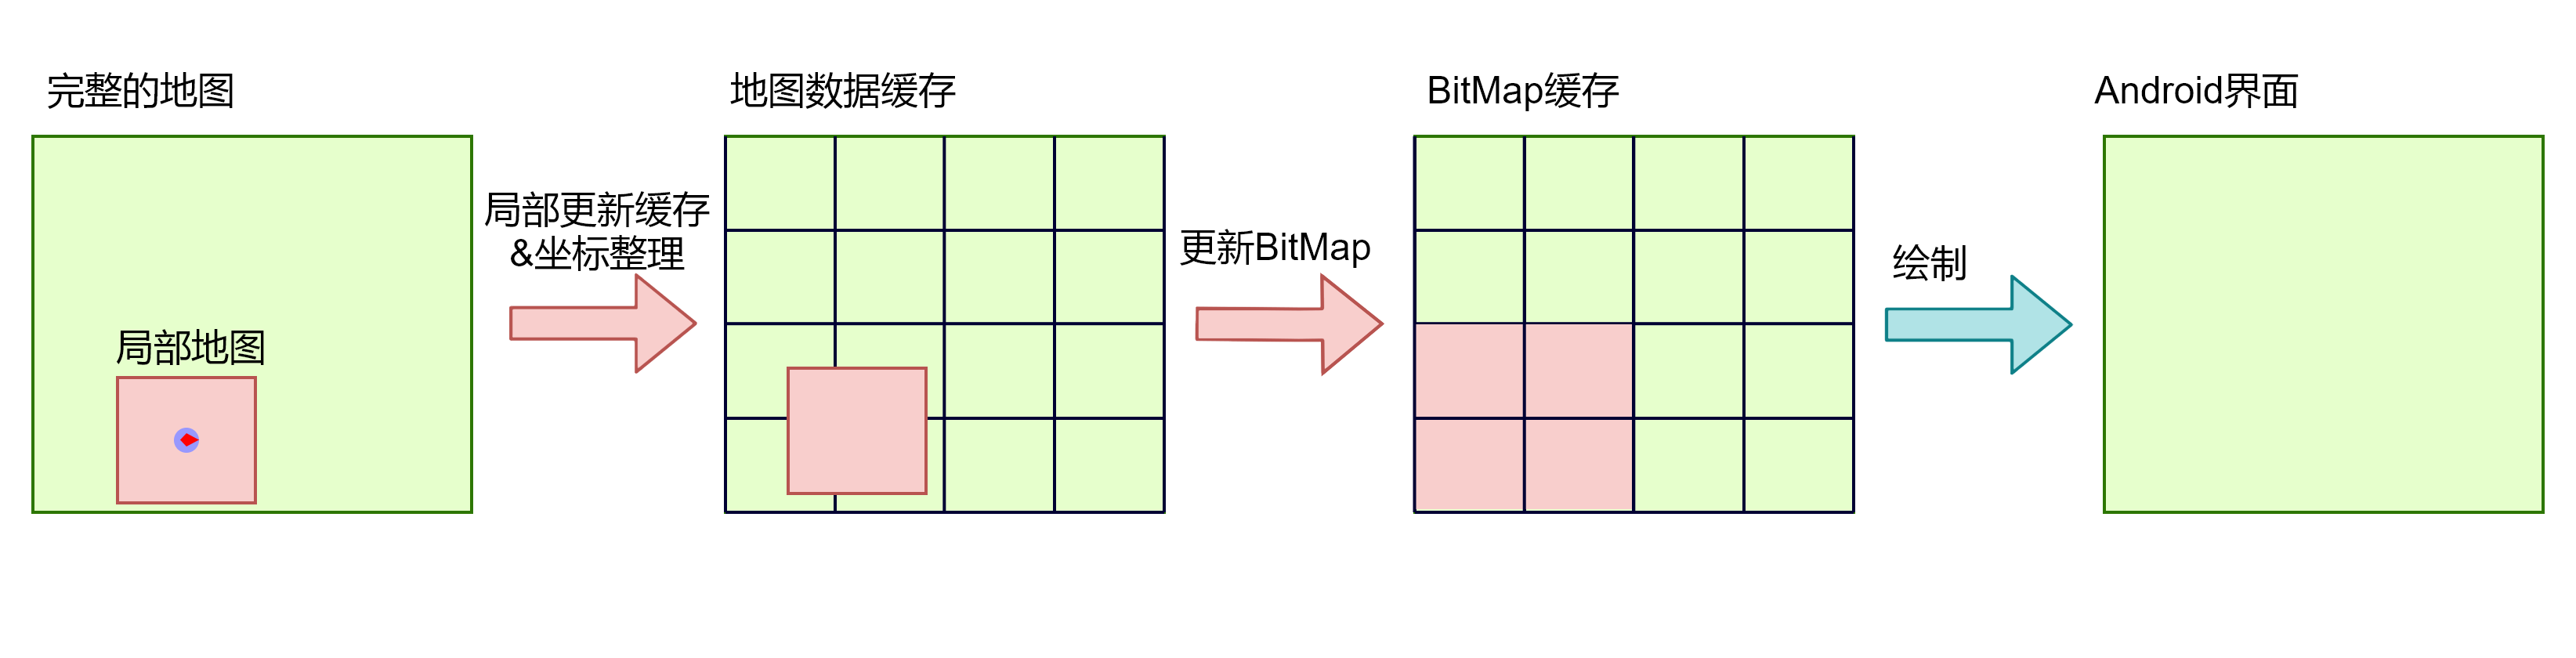 完整的地图
地图数据缓存
BitMap缓存
Android界面
局部更新缓存
&坐标整理
更新BitMap
绘制
局部地图